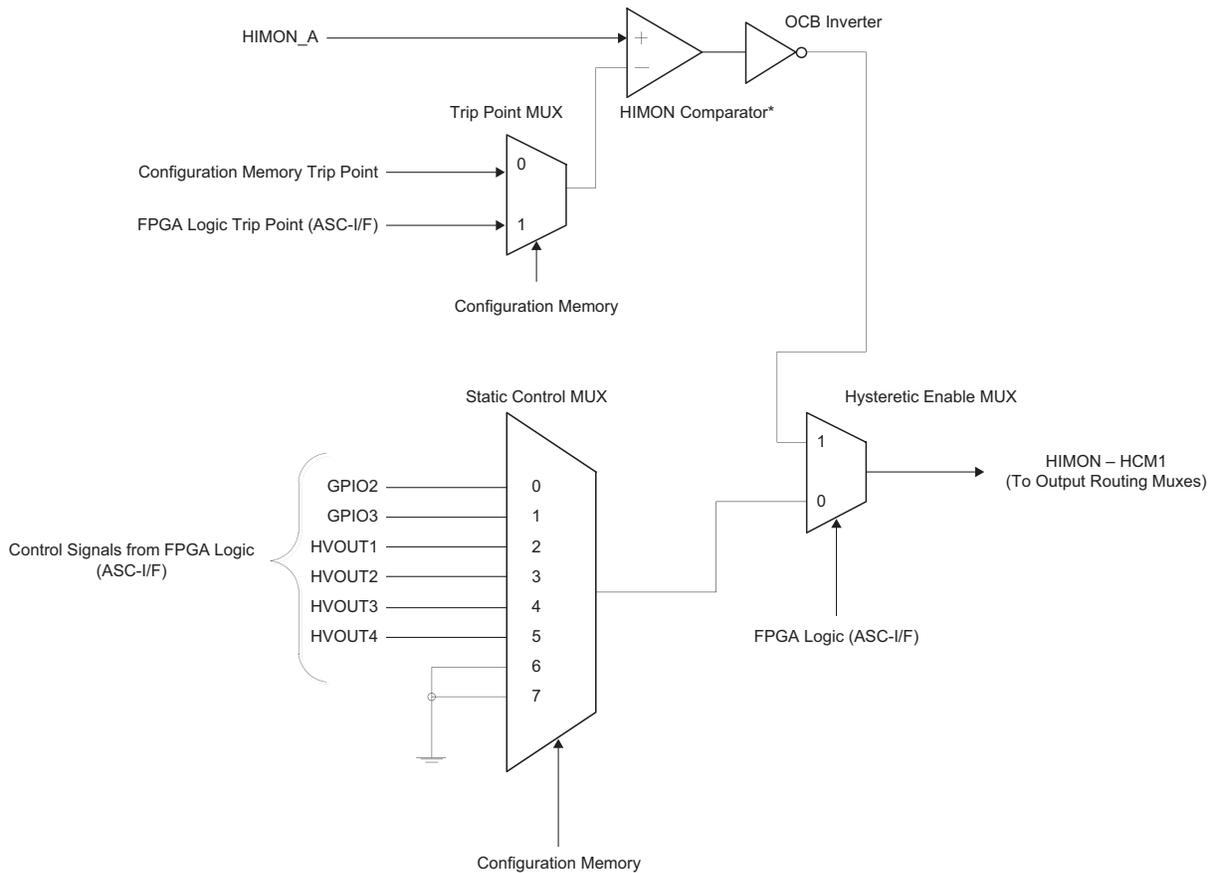 OCB Inverter
HIMON_A
+
−
Trip Point MUX
HIMON Comparator*
Configuration Memory Trip Point
0
FPGA Logic Trip Point (ASC-I/F)
1
Configuration Memory
Static Control MUX
Hysteretic Enable MUX
1
HIMON – HCM1
(To Output Routing Muxes)
0
GPIO2
0
GPIO3
1
HVOUT1
2
HVOUT2
3
HVOUT3
4
HVOUT4
5
6
7
Control Signals from FPGA Logic
(ASC-I/F)
FPGA Logic (ASC-I/F)
Configuration Memory